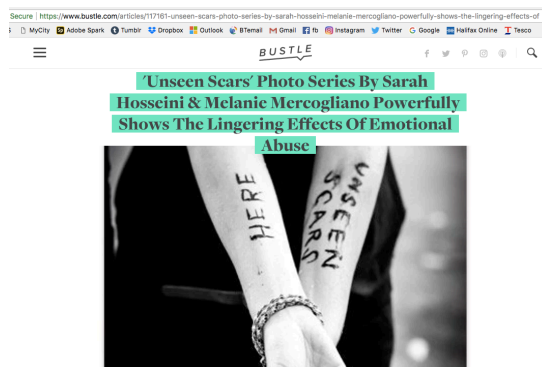 Secure | https://www.bustle.com/articles/117161-unseen-scars-photo-series-by-sarah-hosseini-melanie-mercogliano-powerfully-shows-the-lingering-effects-of
MyCity Adobe Spark Tumblr Dropbox Outlook BTemail Gmail fb Instagram Twitter Google Halifax Online Tesco
BUSTLE
'Unseen Scars' Photo Series By Sarah
Hosseini & Melanie Mercogliano Powerfully
Shows The Lingering Effects Of Emotional
Abuse
HERE
UNSEEN
SCARS